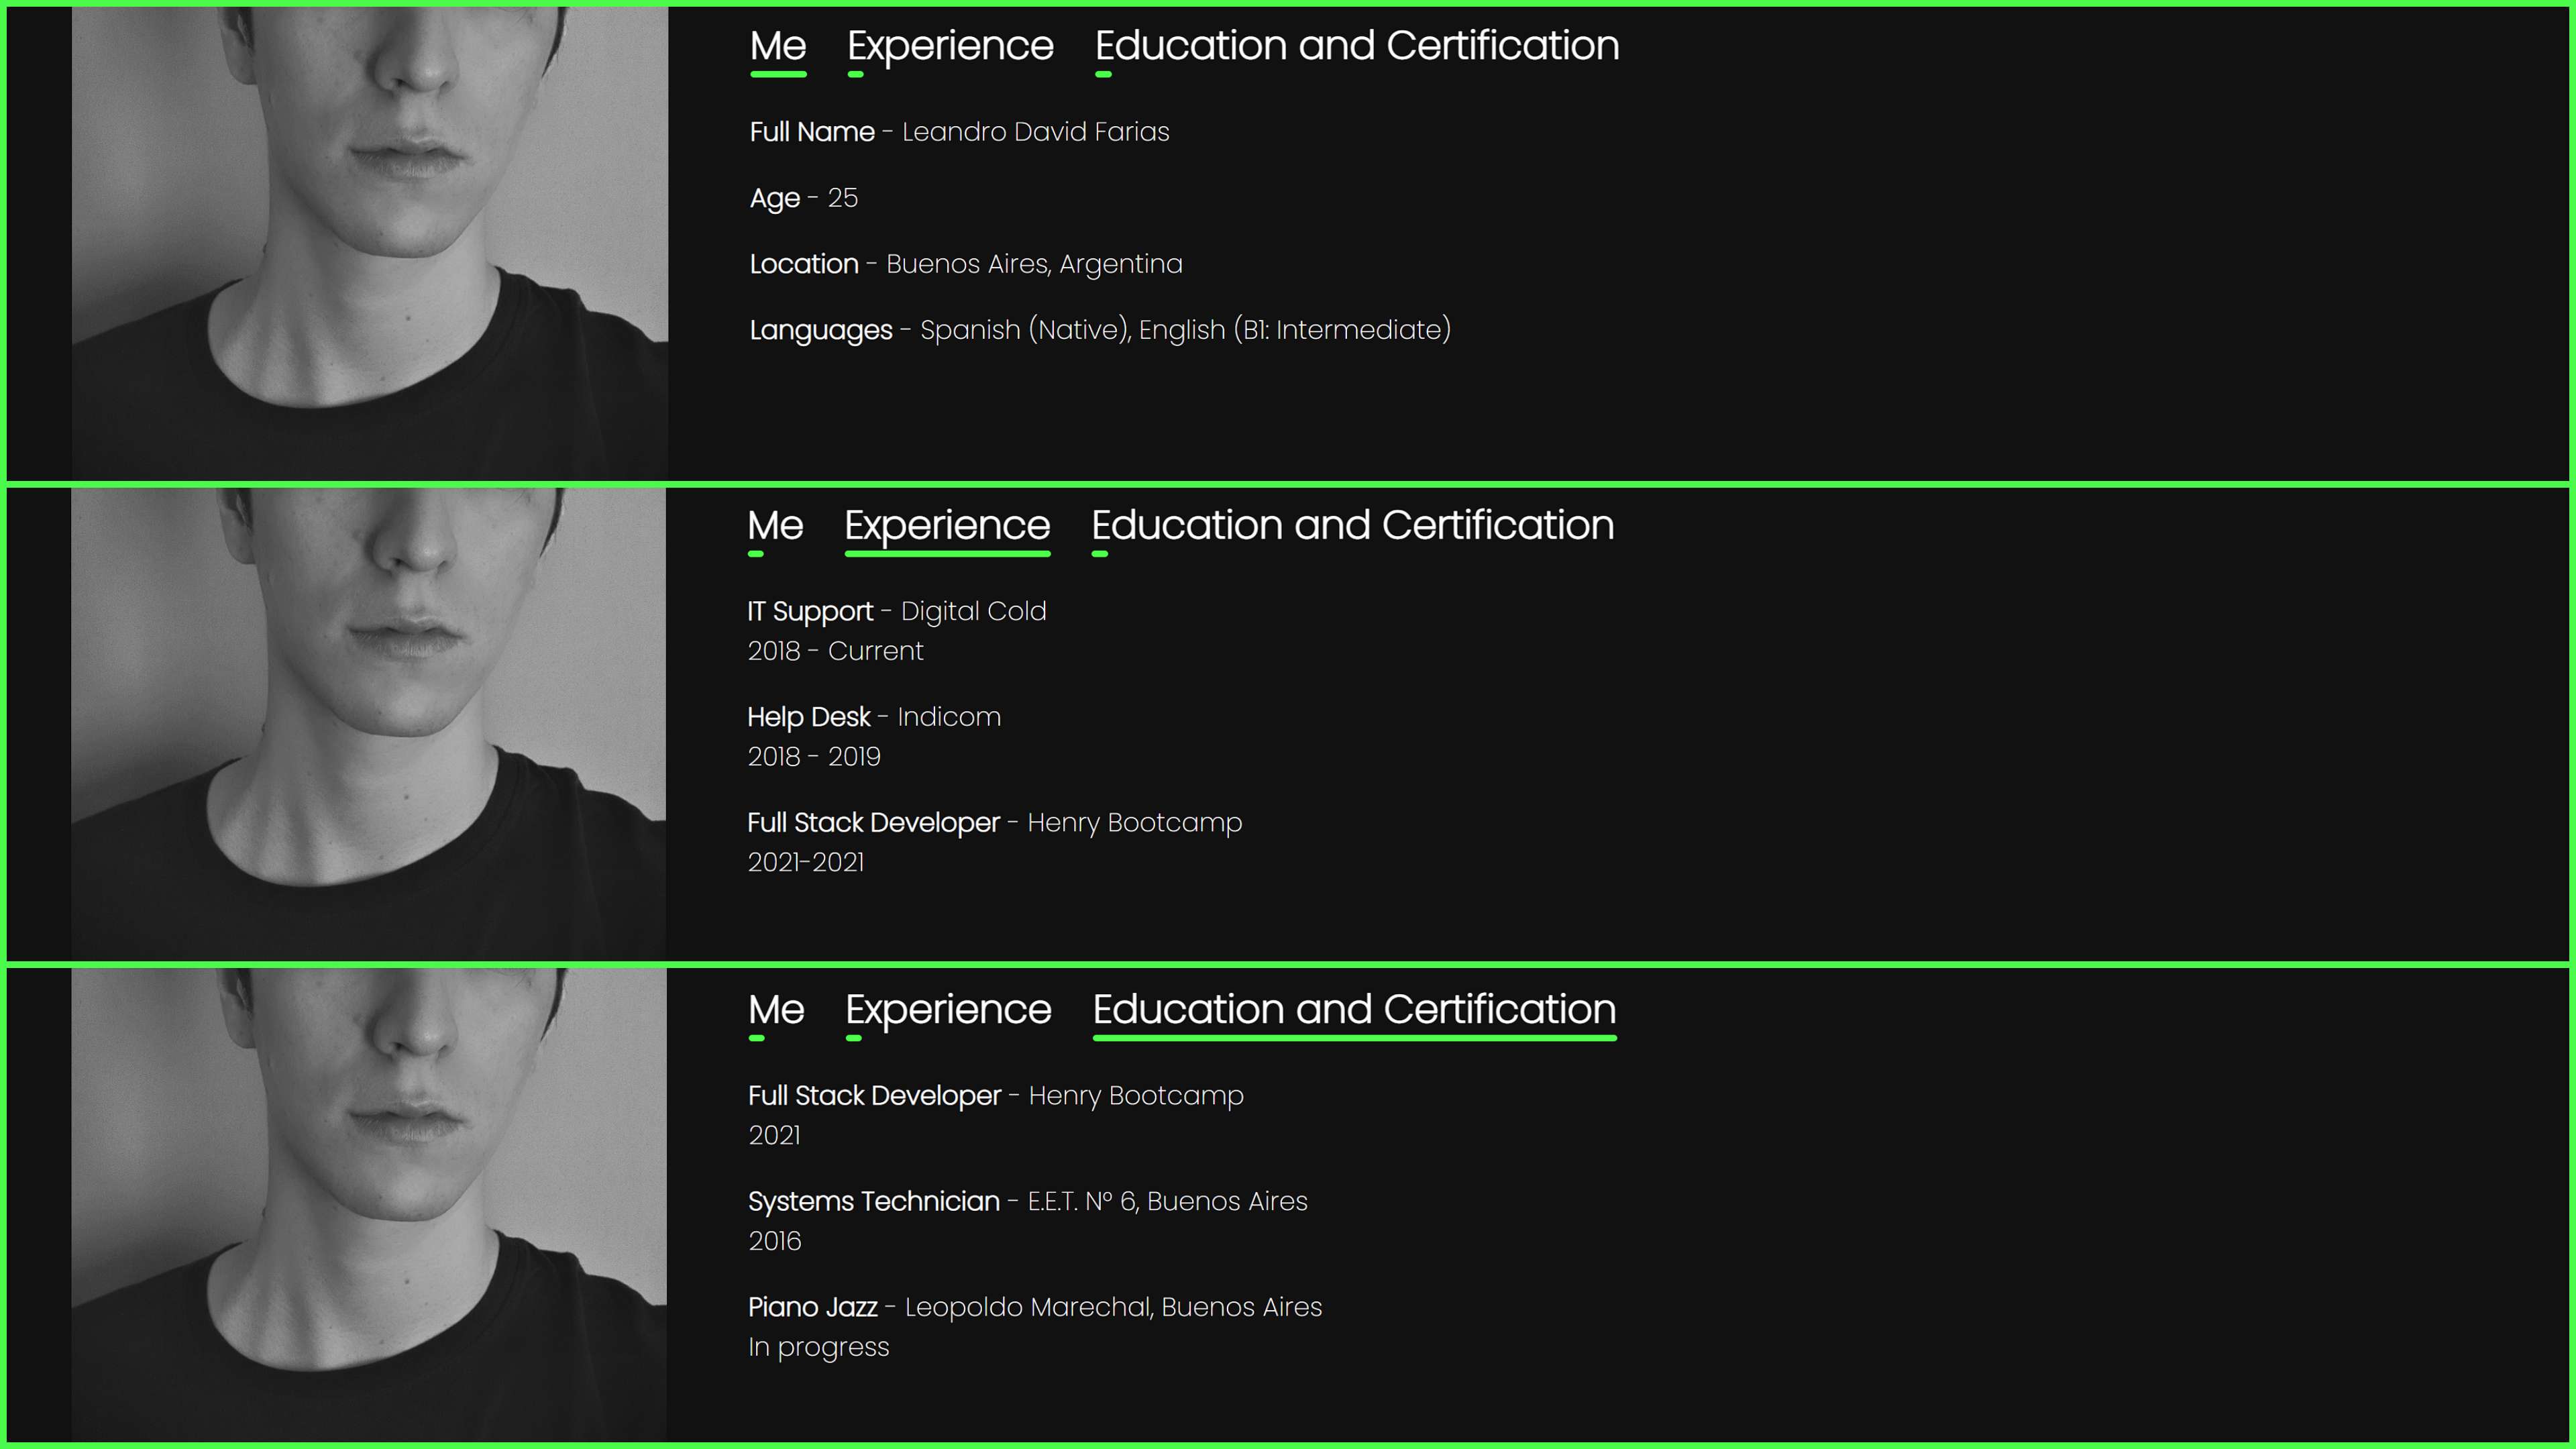 Me Experience Education and Certification
Full Name - Leandro David Farias
Age - 25
Location - Buenos Aires, Argentina
Languages - Spanish (Native), English (B1: Intermediate)
Me Experience Education and Certification
IT Support - Digital Cold
2018 - Current
Help Desk - Indicom
2018 - 2019
Full Stack Developer - Henry Bootcamp
2021-2021
Me Experience Education and Certification
Full Stack Developer - Henry Bootcamp
2021
Systems Technician - E.E.T. Nº 6, Buenos Aires
2016
Piano Jazz - Leopoldo Marechal, Buenos Aires
In progress